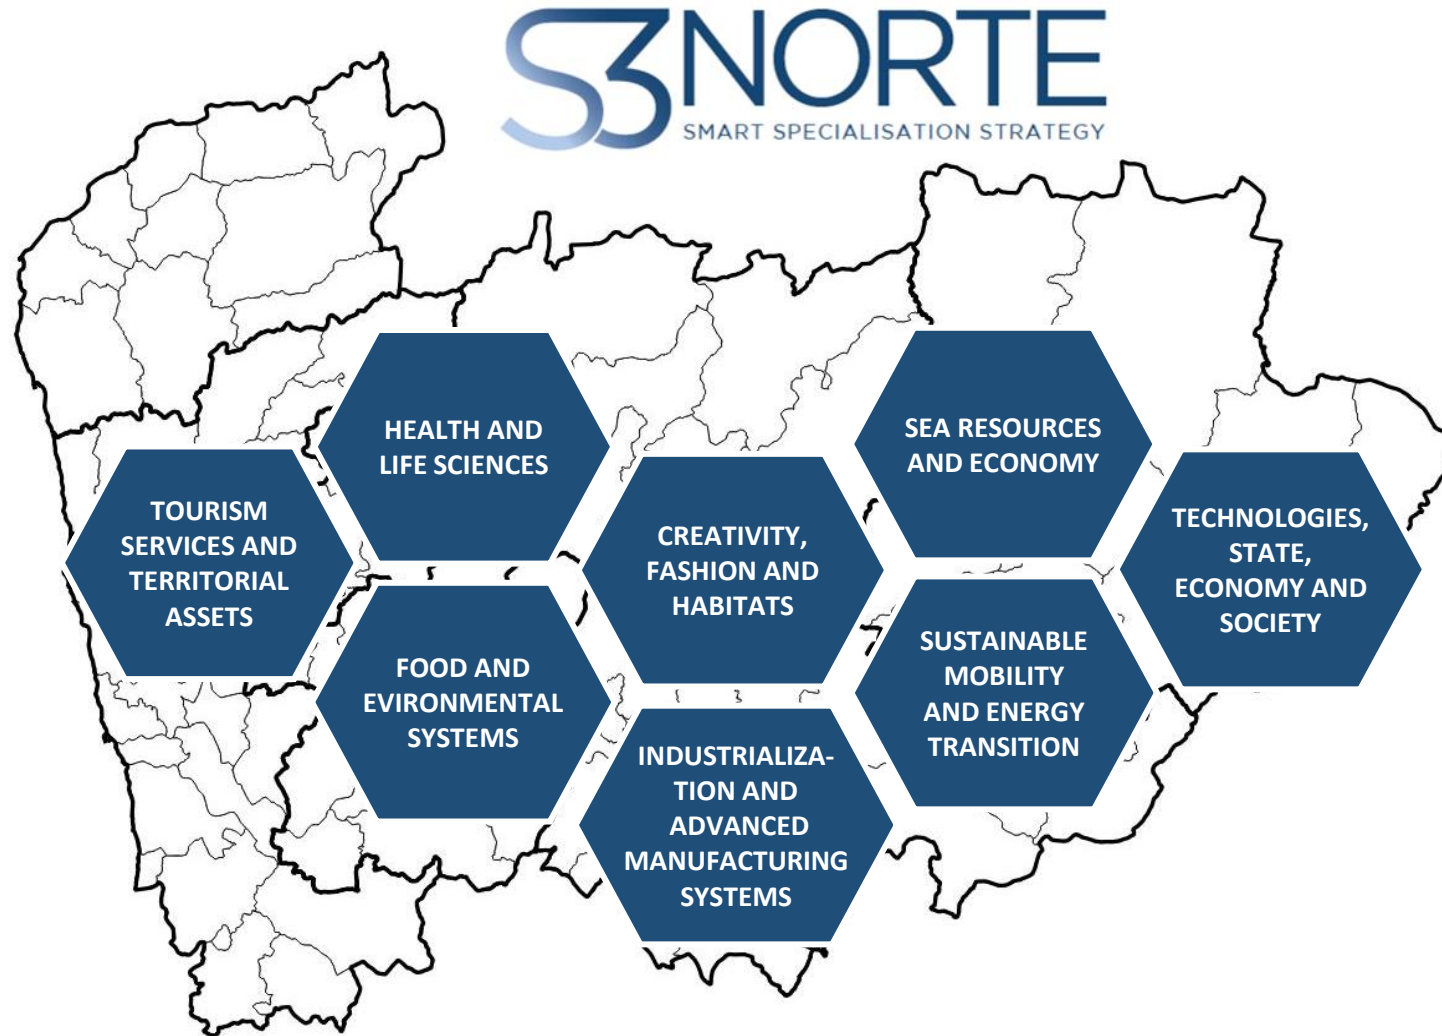 S3NORTE
SMART SPECIALISATION STRATEGY
HEALTH AND
LIFE SCIENCES
SEA RESOURCES
AND ECONOMY
TOURISM
SERVICES AND
TERRITORIAL
ASSETS
CREATIVITY,
FASHION AND
HABITATS
TECHNOLOGIES,
STATE,
ECONOMY AND
SOCIETY
FOOD AND
EVIRONMENTAL
SYSTEMS
SUSTAINABLE
MOBILITY
AND ENERGY
TRANSITION
INDUSTRIALIZA-
TION AND
ADVANCED
MANUFACTURING
SYSTEMS